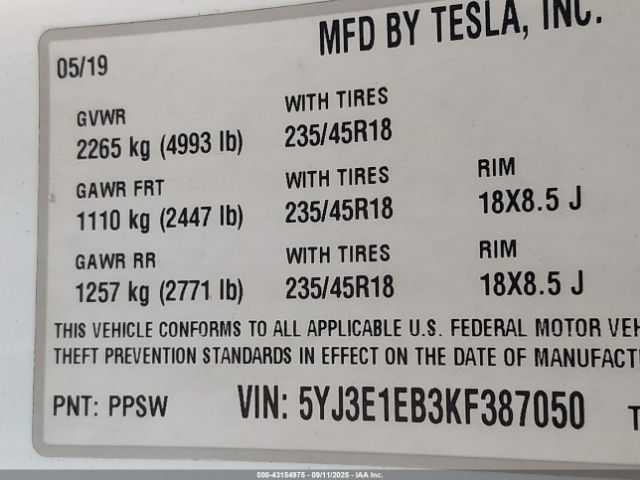 MFD BY TESLA, INC.
05/19
GVWR WITH TIRES
2265 kg (4993 lb) 235/45R18
GAWR FRT WITH TIRES RIM
1110 kg (2447 lb) 235/45R18 18X8.5 J
GAWR RR WITH TIRES RIM
1257 kg (2771 lb) 235/45R18 18X8.5 J
THIS VEHICLE CONFORMS TO ALL APPLICABLE U.S. FEDERAL MOTOR VEH
THEFT PREVENTION STANDARDS IN EFFECT ON THE DATE OF MANUFACT
PNT: PPSW VIN: 5YJ3E1EB3KF387050 T
000-43154975 - 09/11/2025 - IAA Inc.